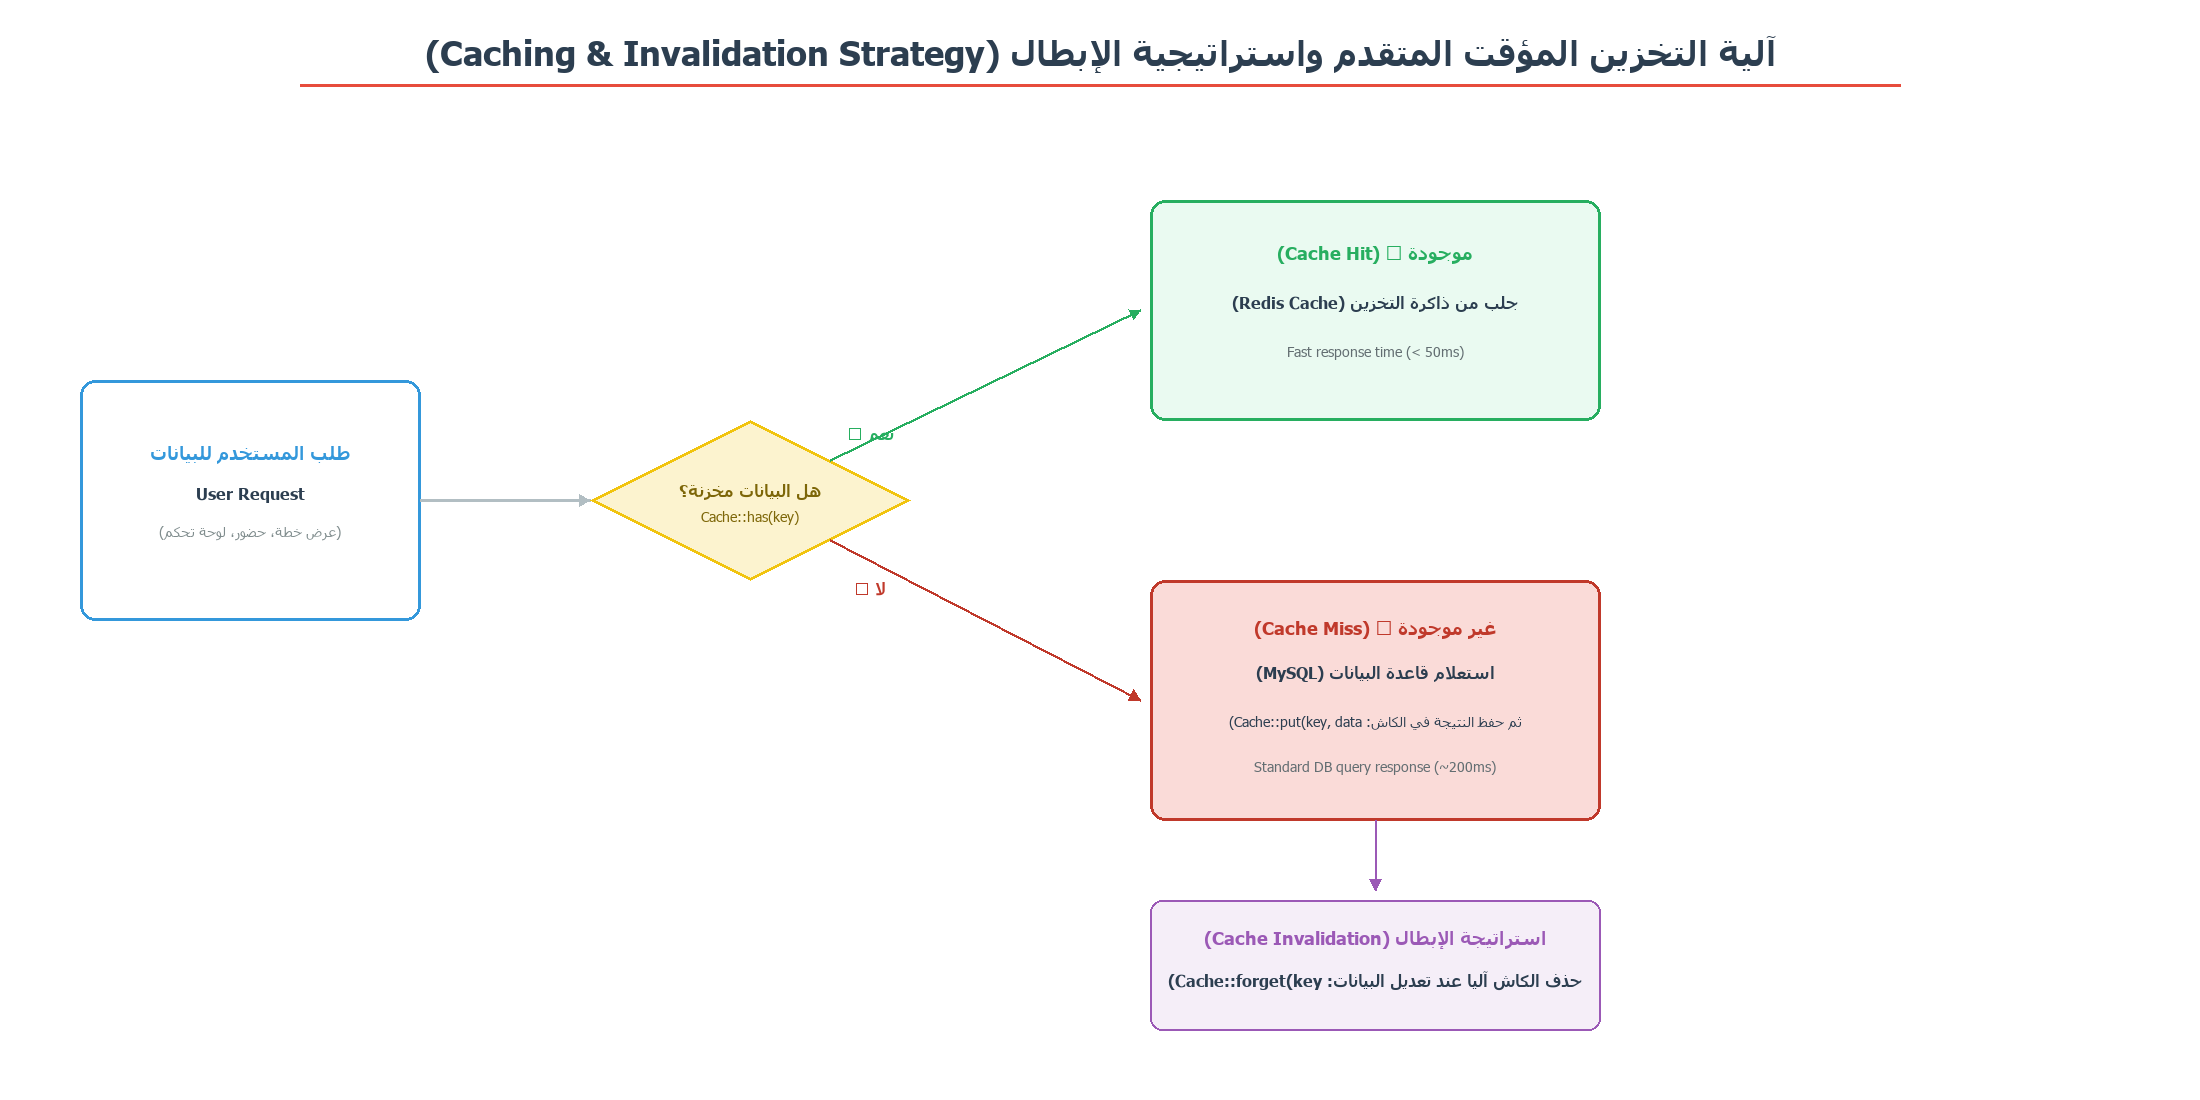 آلية التخزين المؤقت المتقدم واستراتيجية الإبطال (Caching & Invalidation Strategy)
طلب المستخدم للبيانات
User Request
(عرض خطة، حضور، لوحة تحكم)
هل البيانات مخزنة؟
Cache::has(key)
نعم □
لا □
موجودة □ (Cache Hit)
جلب من ذاكرة التخزين (Redis Cache)
Fast response time (< 50ms)
غير موجودة □ (Cache Miss)
استعلام قاعدة البيانات (MySQL)
ثم حفظ النتيجة في الكاش: Cache::put(key, data)
Standard DB query response (~200ms)
استراتيجة الإبطال (Cache Invalidation)
حذف الكاش آليا عند تعديل البيانات: Cache::forget(key)